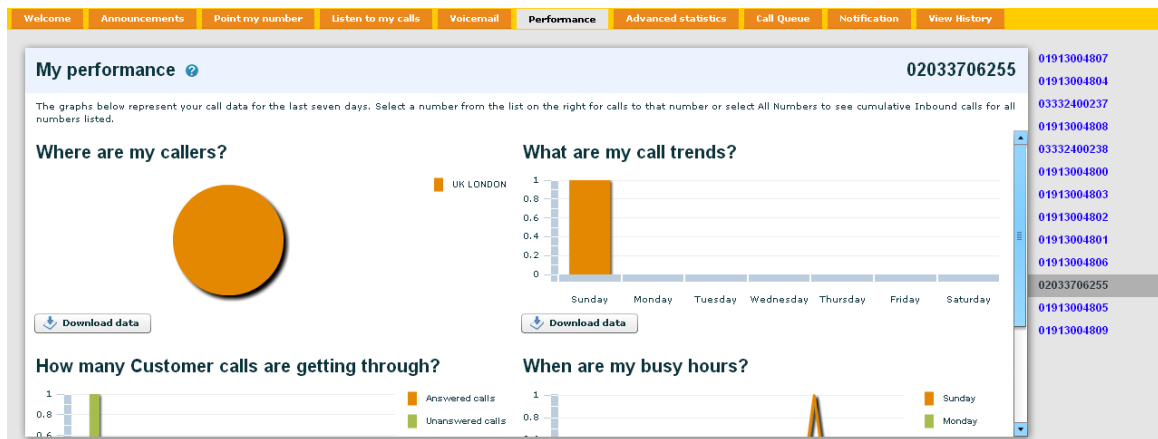 Welcome Announcements Point my number Listen to my calls Voicemail Performance Advanced statistics Call Queue Notification View History
My performance ? 02033706255
The graphs below represent your call data for the last seven days. Select a number from the list on the right for calls to that number or select All Numbers to see cumulative Inbound calls for all
numbers listed.
Where are my callers?
UK LONDON
Download data
What are my call trends?
1
0.8
0.6
0.4
0.2
0
Sunday Monday Tuesday Wednesday Thursday Friday Saturday
Download data
How many Customer calls are getting through?
1
0.8
0.6
Answered calls
Unanswered calls
When are my busy hours?
1
0.8
Sunday
Monday
01913004807
01913004804
03332400237
01913004808
03332400238
01913004800
01913004803
01913004802
01913004801
01913004806
02033706255
01913004805
01913004809